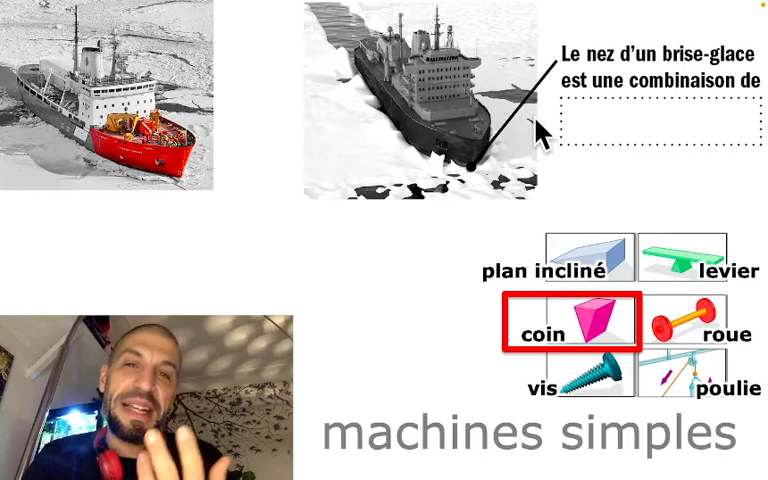 Le nez d'un brise-glace
est une combinaison de
plan incliné
levier
coin
roue
vis
poulie
machines simples